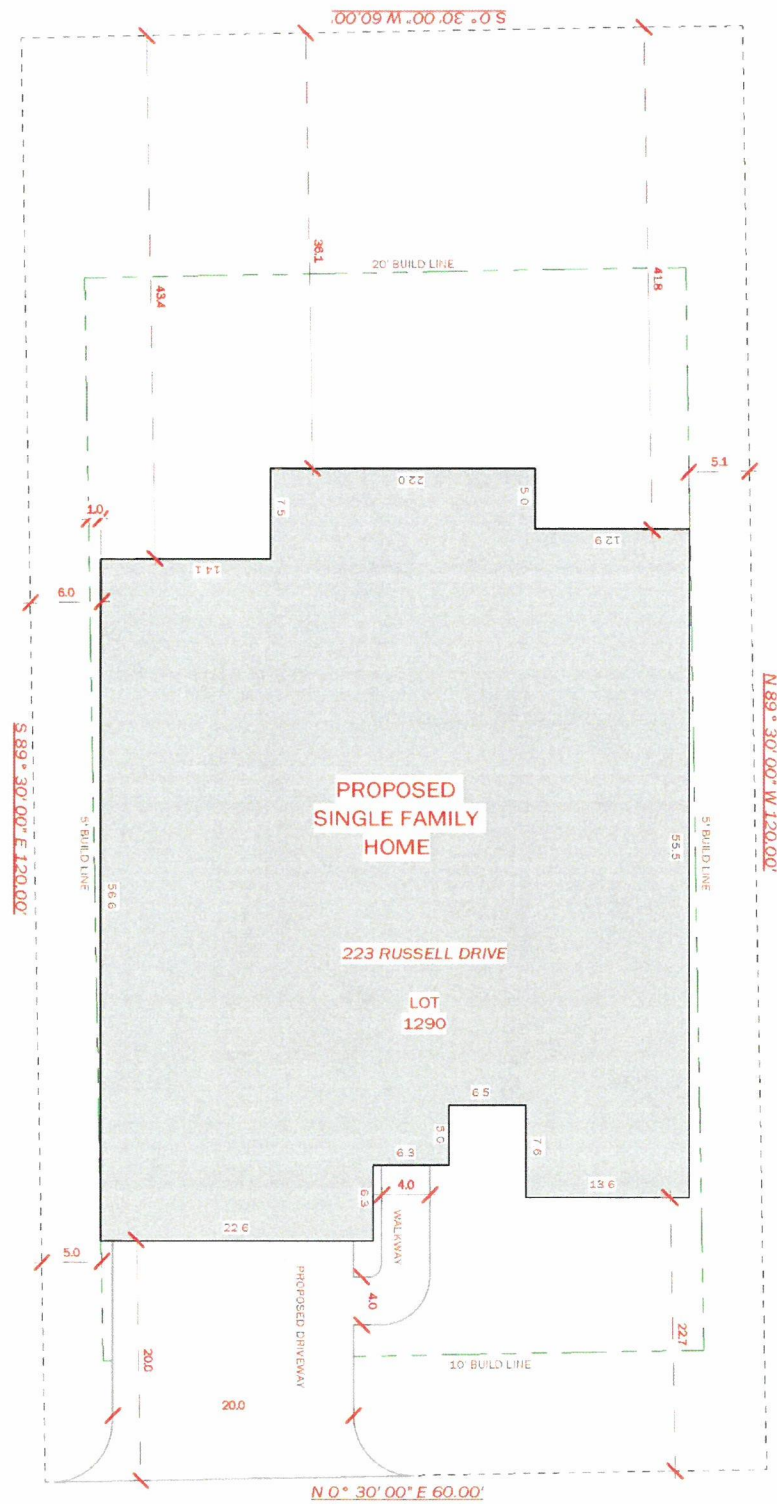 S 0° 30' 00" W 60.00'
20' BUILD LINE
43.4
36.1
41.8
5.1
22.0
7.5
5.0
12.9
14.1
1.0
6.0
N 89° 30' 00" W 120.00'
S 89° 30' 00" E 120.00'
5' BUILD LINE
5' BUILD LINE
56.6
55.5
PROPOSED
SINGLE FAMILY
HOME
223 RUSSELL DRIVE
LOT
1290
6.5
5.0
7.6
6.3
6.3
4.0
13.6
22.6
WALKWAY
5.0
4.0
PROPOSED DRIVEWAY
20.0
22.7
10' BUILD LINE
20.0
N 0° 30' 00" E 60.00'